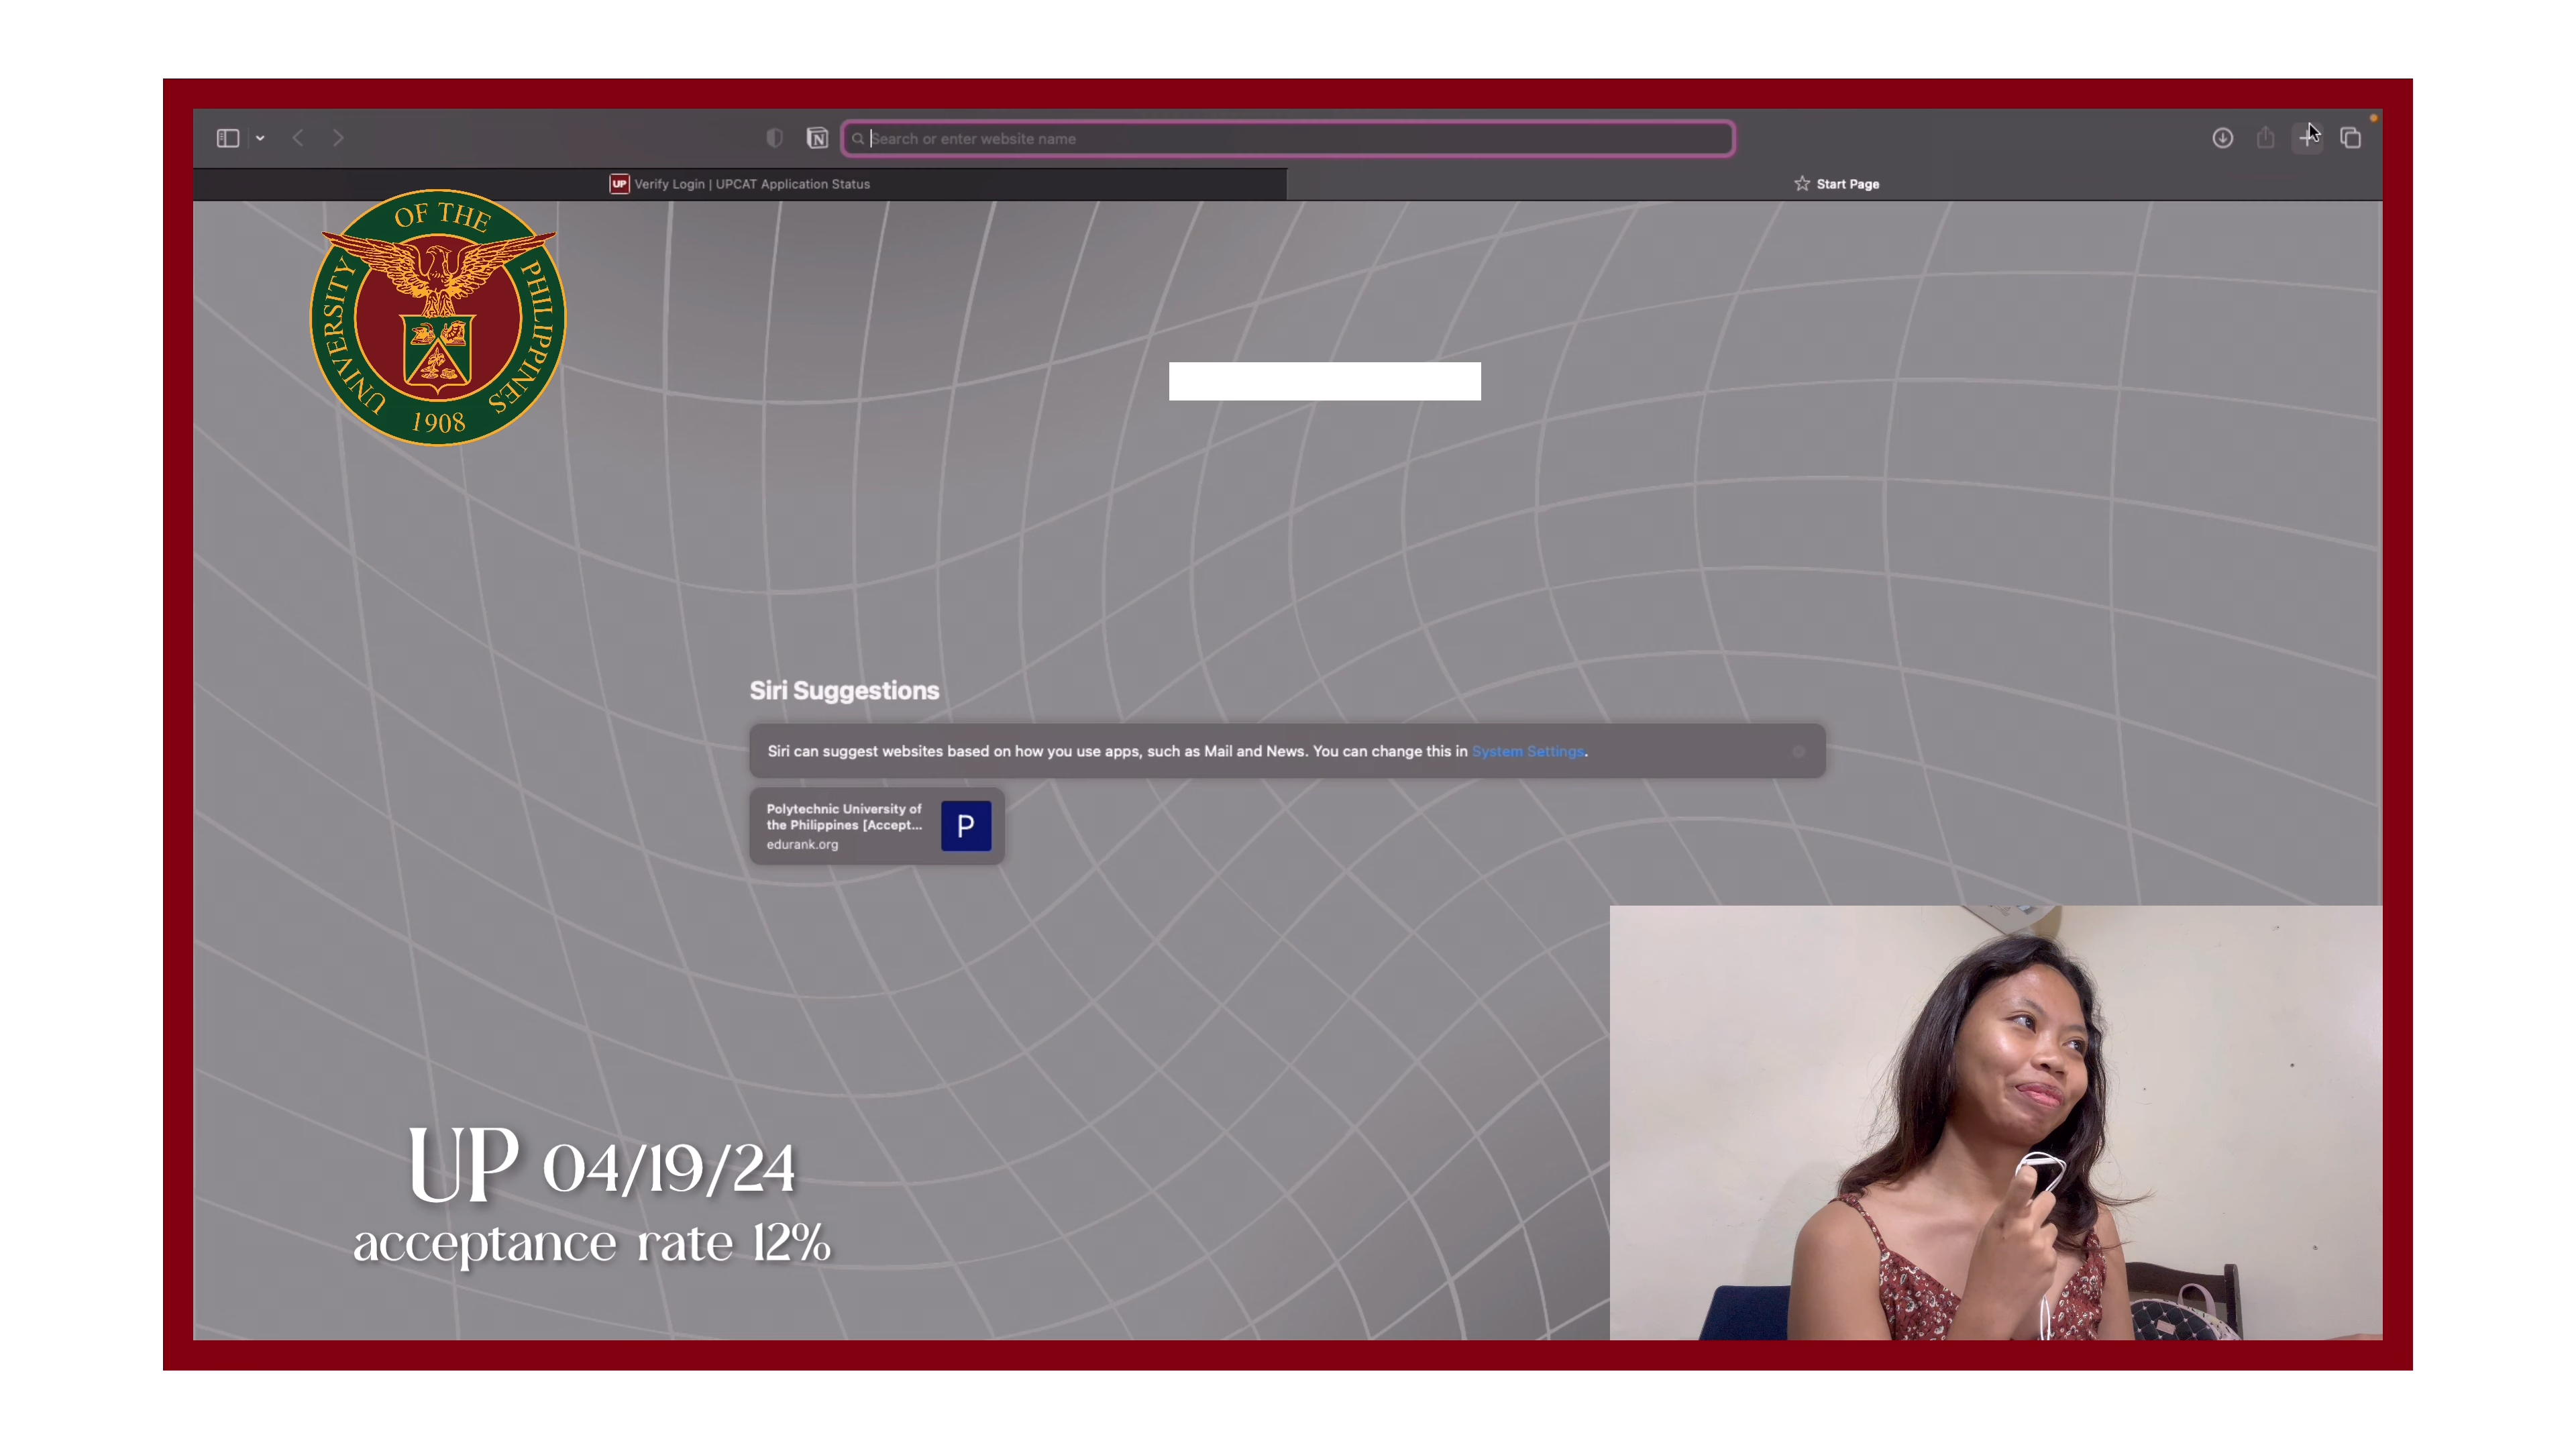 Search or enter website name
UP Verify Login | UPCAT Application Status
Start Page
UNIVERSITY OF THE PHILIPPINES
1908
Siri Suggestions
Siri can suggest websites based on how you use apps, such as Mail and News. You can change this in System Settings.
Polytechnic University of
the Philippines [Accept...
edurank.org
P
UP 04/19/24
acceptance rate 12%